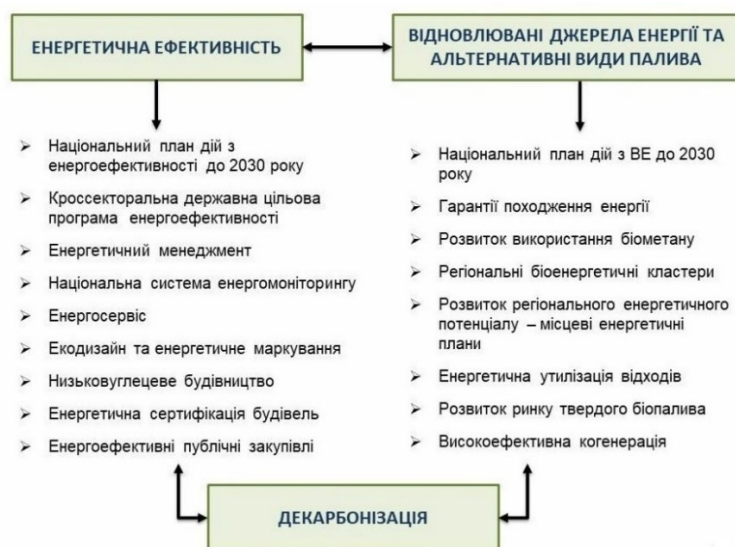 ЕНЕРГЕТИЧНА ЕФЕКТИВНІСТЬ
ВІДНОВЛЮВАНІ ДЖЕРЕЛА ЕНЕРГІЇ ТА
АЛЬТЕРНАТИВНІ ВИДИ ПАЛИВА
Національний план дій з
енергоефективності до 2030 року
Кроссекторальна державна цільова
програма енергоефективності
Енергетичний менеджмент
Національна система енергомоніторингу
Енергосервіс
Екодизайн та енергетичне маркування
Низьковуглецеве будівництво
Енергетична сертифікація будівель
Енергоефективні публічні закупівлі
Національний план дій з ВЕ до 2030
року
Гарантії походження енергії
Розвиток використання біометану
Регіональні біоенергетичні кластери
Розвиток регіонального енергетичного
потенціалу – місцеві енергетичні
плани
Енергетична утилізація відходів
Розвиток ринку твердого біопалива
Високоефективна когенерація
ДЕКАРБОНІЗАЦІЯ